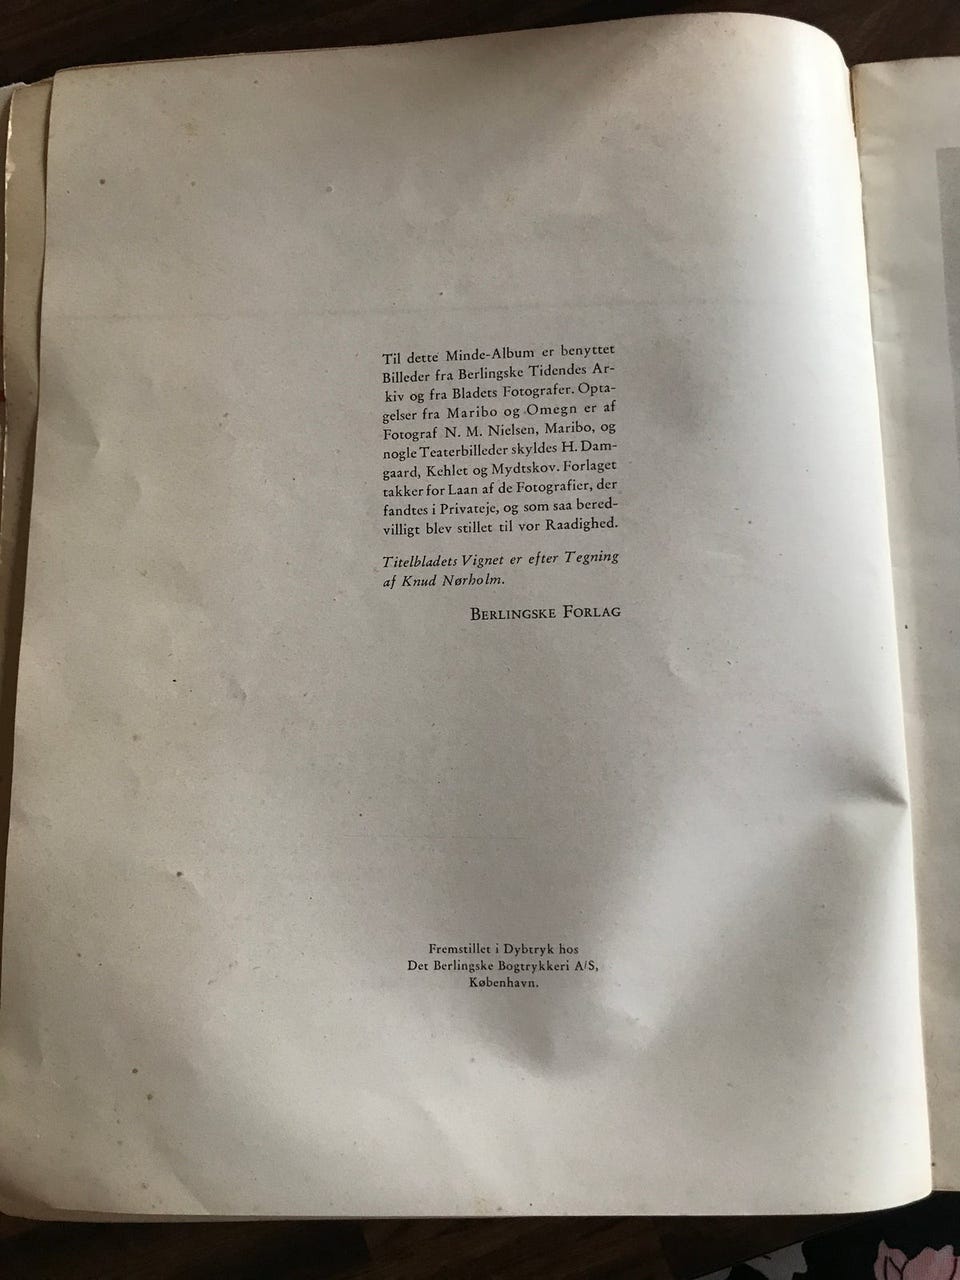 Til dette Minde-Album er benyttet
Billeder fra Berlingske Tidendes Ar-
kiv og fra Bladets Fotografer. Opta-
gelser fra Maribo og Omegn er af
Fotograf N. M. Nielsen, Maribo, og
nogle Teaterbilleder skyldes H. Dam-
gaard, Kehlet og Mydtskov. Forlaget
takker for Laan af de Fotografier, der
fandtes i Privateje, og som saa bered-
villigt blev stillet til vor Raadighed.
Titelbladets Vignet er efter Tegning
af Knud Nørholm.
BERLINGSKE FORLAG
Fremstillet i Dybtryk hos
Det Berlingske Bogtrykkeri A/S,
København.